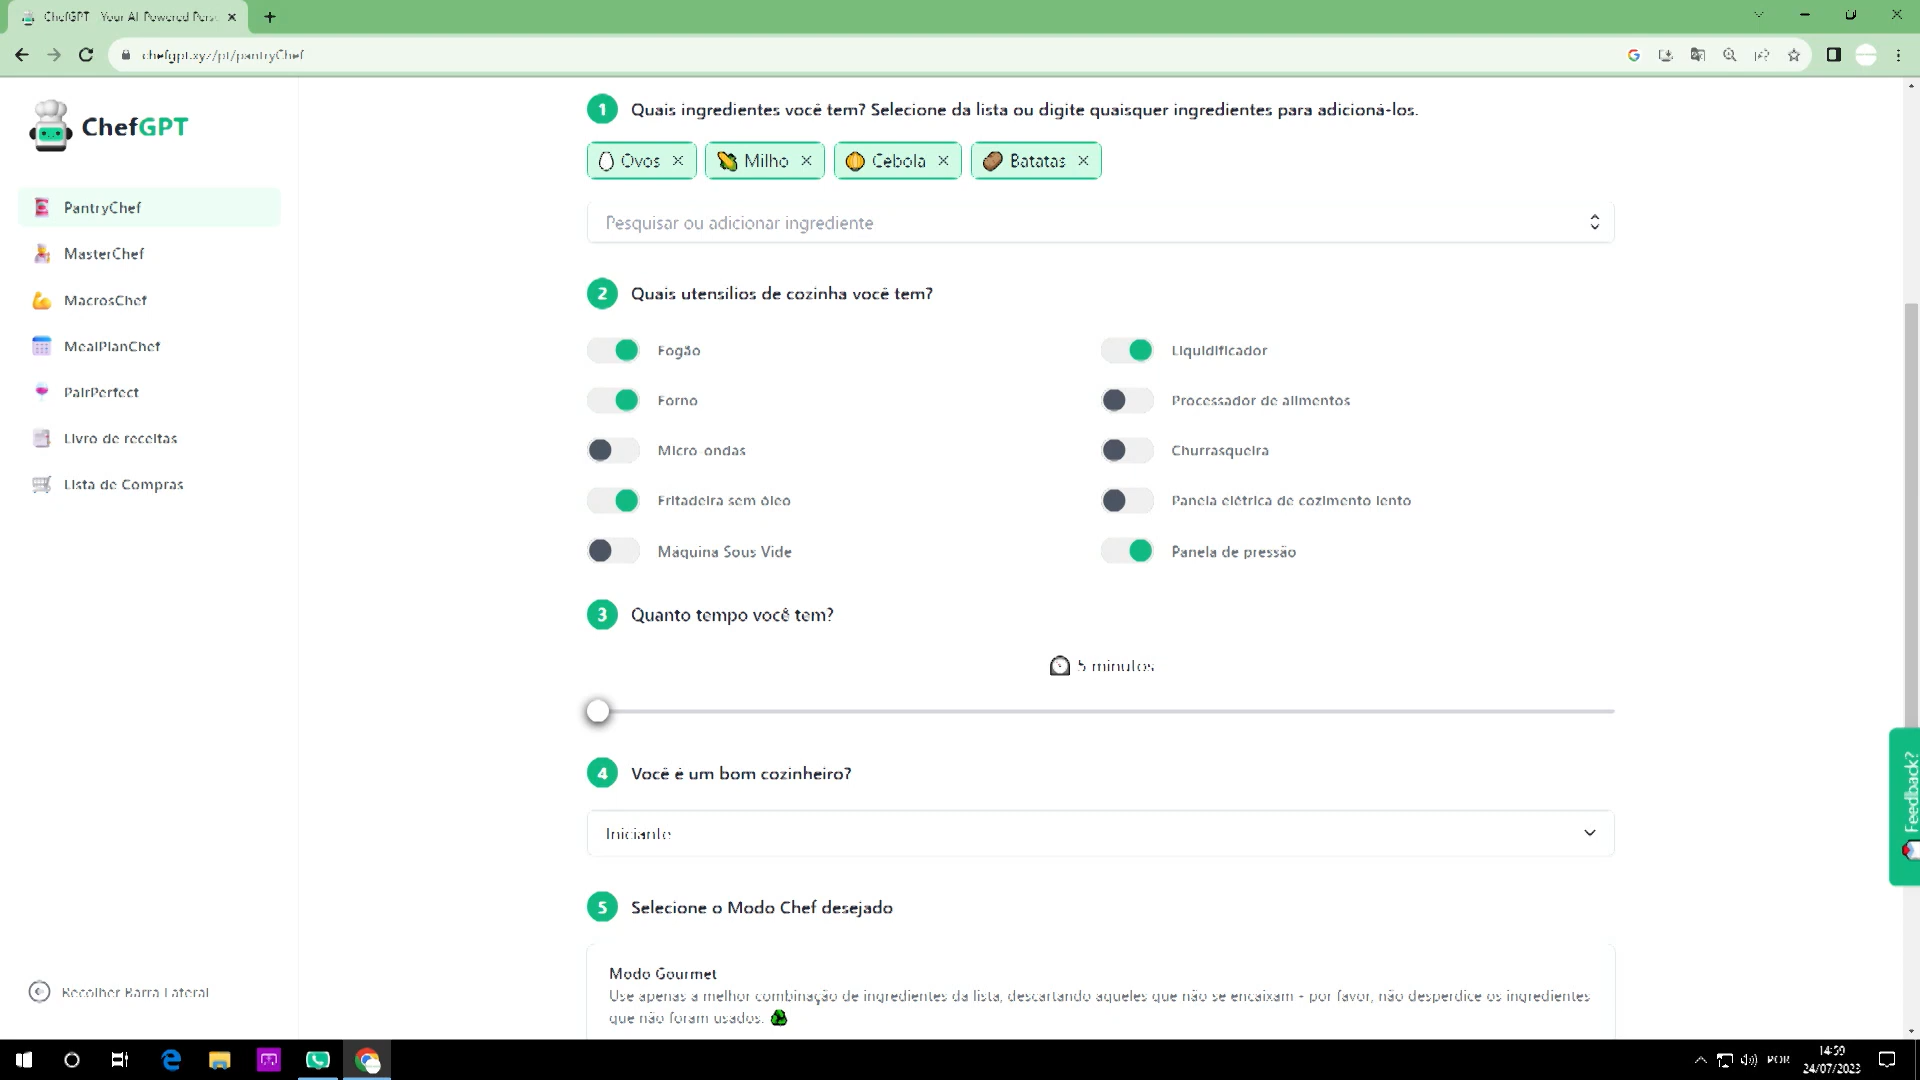 ChefGPT - Your AI-Powered Pers
chefgpt.xyz/pt/pantryChef
ChefGPT
PantryChef
MasterChef
MacrosChef
MealPlanChef
PairPerfect
Livro de receitas
Lista de Compras
Recolher Barra Lateral
1 Quais ingredientes você tem? Selecione da lista ou digite quaisquer ingredientes para adicioná-los.
Ovos × Milho × Cebola × Batatas ×
Pesquisar ou adicionar ingrediente
2 Quais utensílios de cozinha você tem?
Fogão Liquidificador
Forno Processador de alimentos
Micro-ondas Churrasqueira
Fritadeira sem óleo Panela elétrica de cozimento lento
Máquina Sous Vide Panela de pressão
3 Quanto tempo você tem?
5 minutos
4 Você é um bom cozinheiro?
Iniciante
5 Selecione o Modo Chef desejado
Modo Gourmet
Use apenas a melhor combinação de ingredientes da lista, descartando aqueles que não se encaixam - por favor, não desperdice os ingredientes
que não foram usados.
Feedback?
POR
14:59
24/07/2023